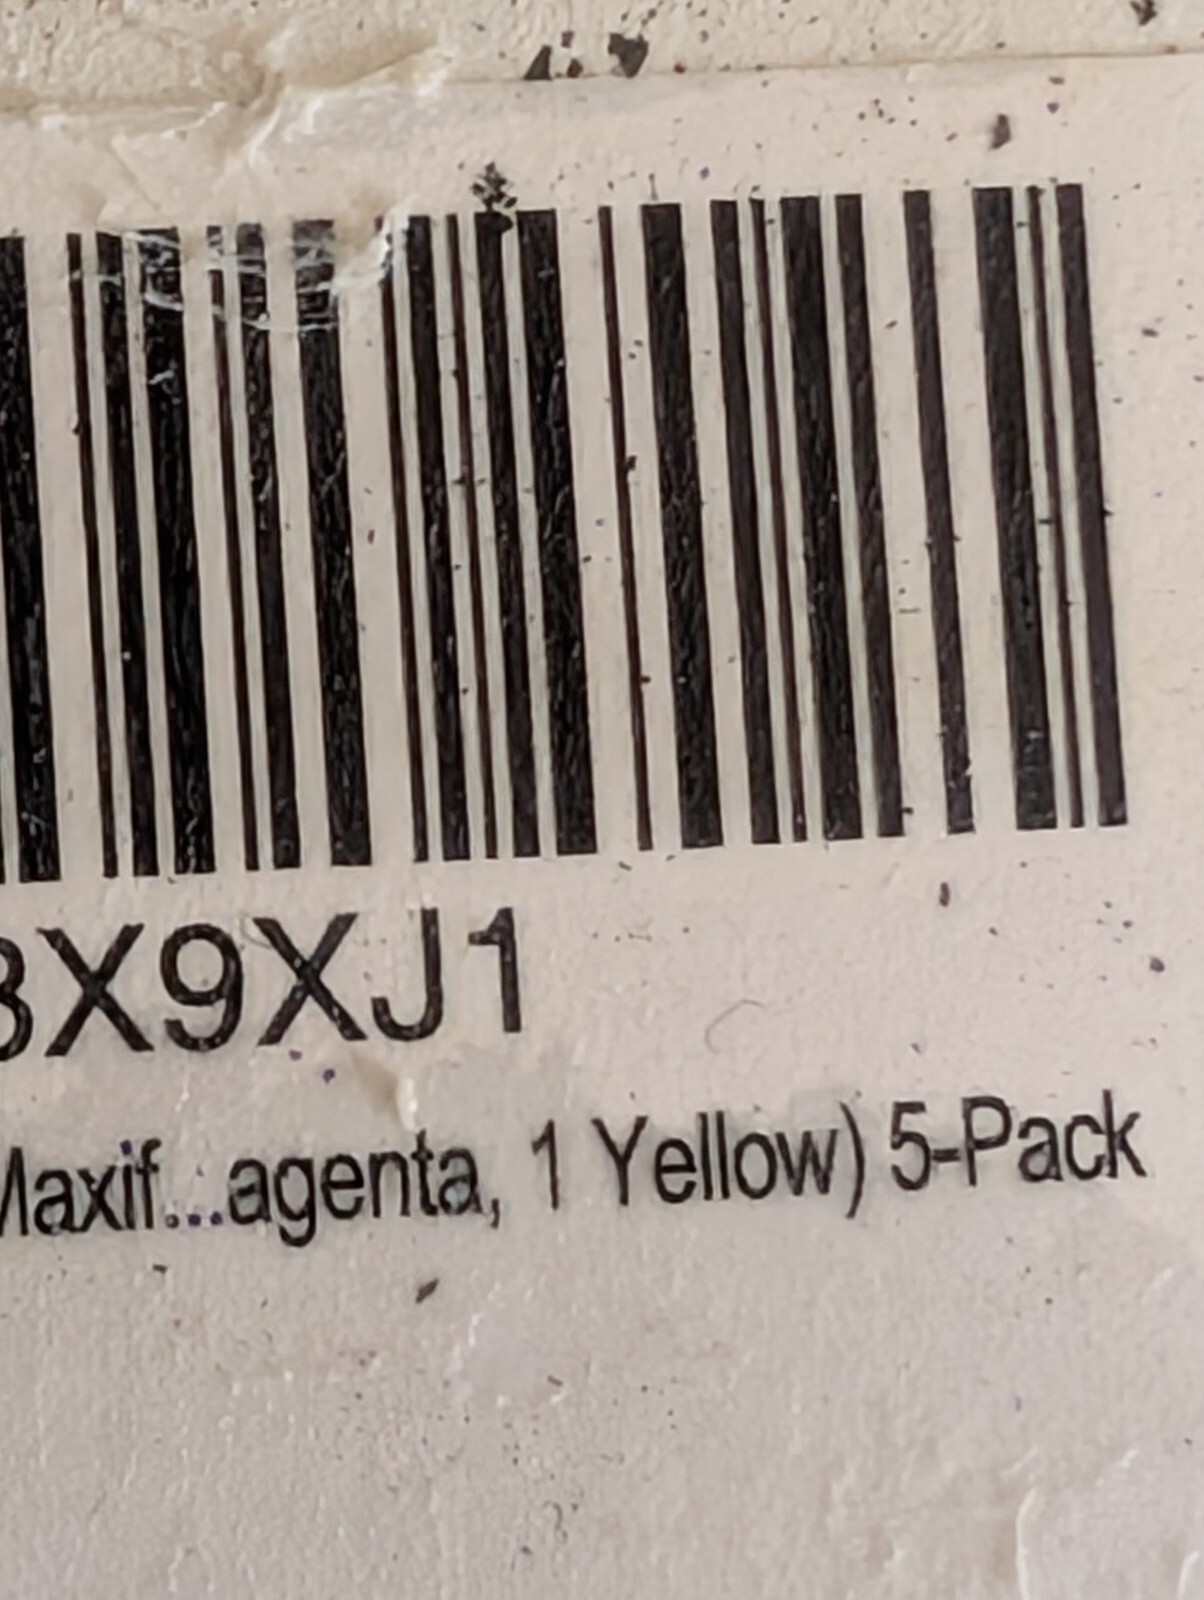 3X9XJ1
Maxif...agenta, 1 Yellow) 5-Pack